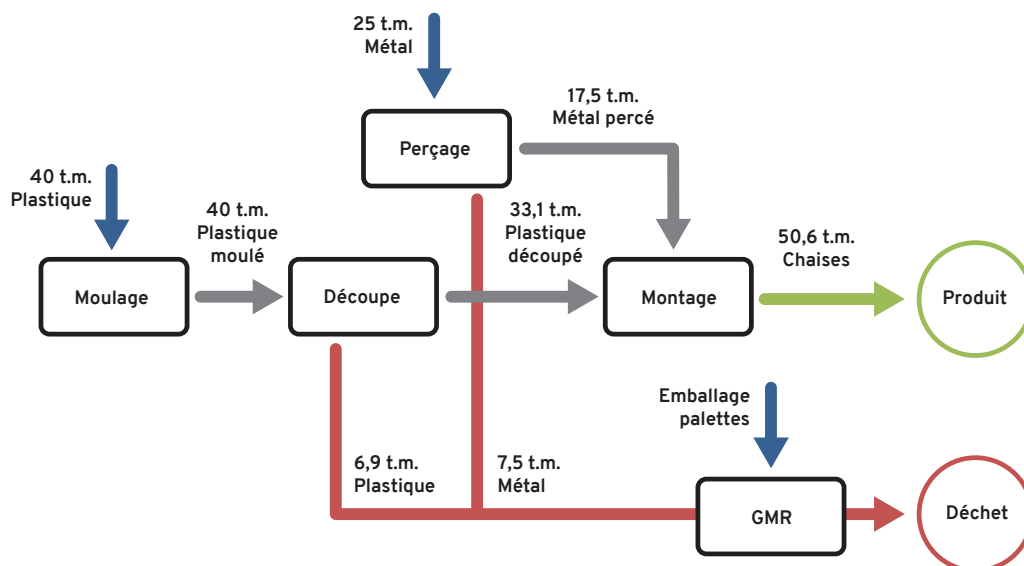 25 t.m.
Métal
17,5 t.m.
Métal percé
Perçage
40 t.m.
Plastique
40 t.m.
Plastique
moulé
33,1 t.m.
Plastique
découpé
50,6 t.m.
Chaises
Moulage
Découpe
Montage
Produit
Emballage
palettes
6,9 t.m.
Plastique
7,5 t.m.
Métal
GMR
Déchet